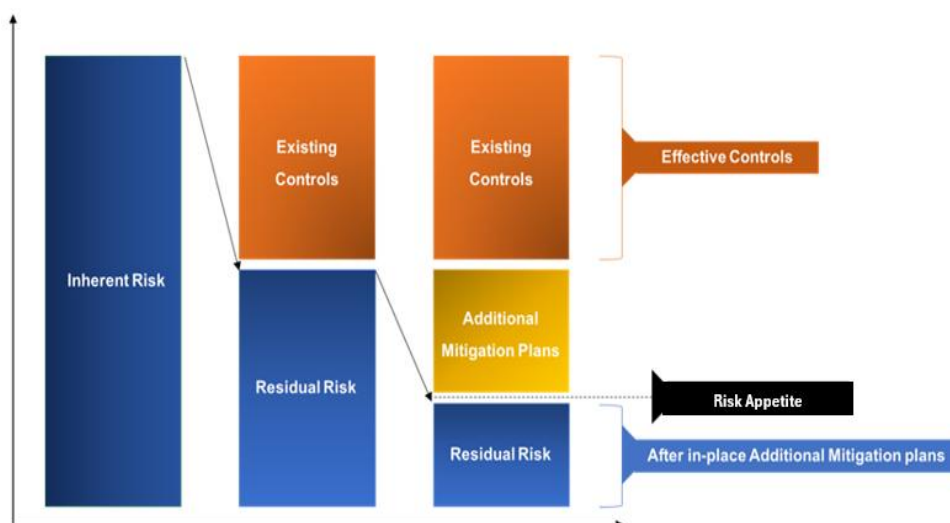 Inherent Risk
Existing
Controls
Residual Risk
Existing
Controls
Additional
Mitigation Plans
Residual Risk
Effective Controls
Risk Appetite
After in-place Additional Mitigation plans